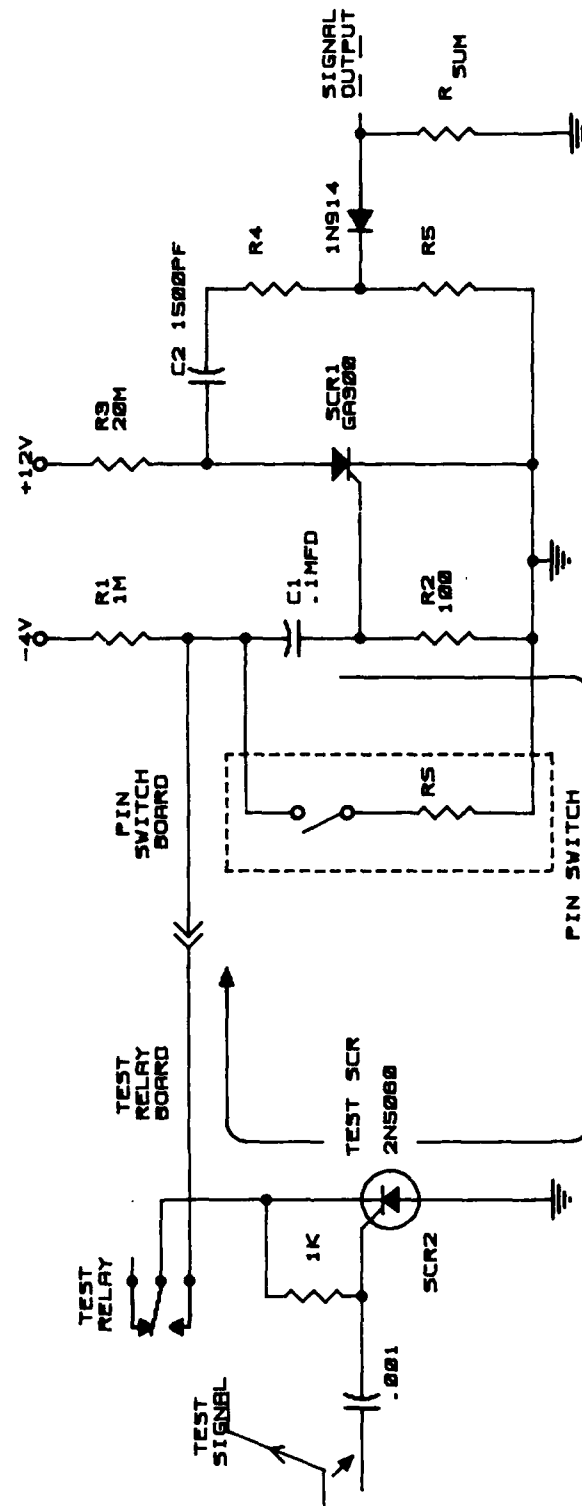 TEST
RELAY
TEST
SIGNAL
.001
1K
SCR2
TEST SCR
2N5060
TEST
RELAY
BOARD
PIN
SWITCH
BOARD
PIN SWITCH
RS
-4V
R1
1M
C1
.1MFD
R2
100
+12V
R3
20M
C2 1500PF
SCR1
GA300
R4
1N914
R5
SIGNAL
OUTPUT
R SUM